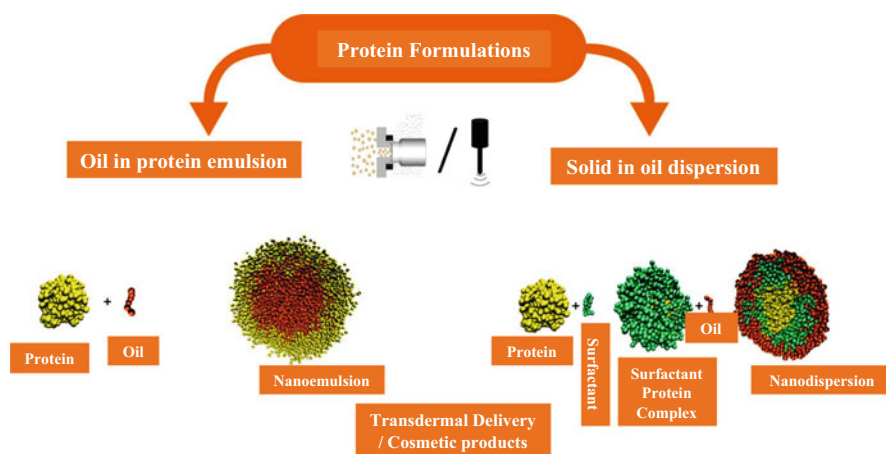 Protein Formulations
Oil in protein emulsion
Solid in oil dispersion
+
Protein
Oil
Nanoemulsion
+
+
Protein
Surfactant
Surfactant
Protein
Complex
Oil
Nanodispersion
Transdermal Delivery
/ Cosmetic products